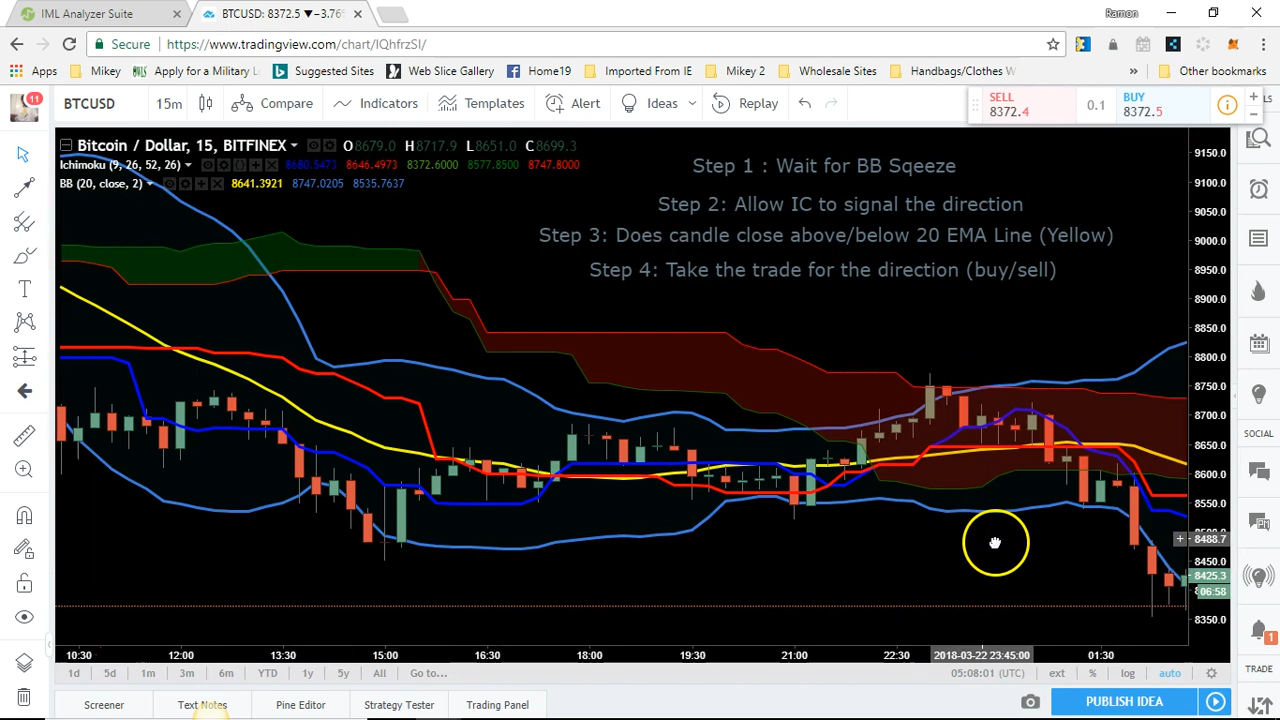 IML Analyzer Suite
BTCUSD: 8372.5 ▼−3.76
Ramon
Secure
https://www.tradingview.com/chart/IQhfrzSI/
Apps
Mikey
Apply for a Military L
Suggested Sites
Web Slice Gallery
Home19
Imported From IE
Mikey 2
Wholesale Sites
Handbags/Clothes W
»
Other bookmarks
11
BTCUSD
15m
Compare
Indicators
Templates
Alert
Ideas
Replay
SELL
8372.4
0.1
BUY
8372.5
Bitcoin / Dollar, 15, BITFINEX
O8679.0 H8717.9 L8651.0 C8699.3
Ichimoku (9, 26, 52, 26)
8680.5473 8646.4973 8372.6000 8577.8500 8747.8000
BB (20, close, 2)
8641.3921 8747.0205 8535.7637
Step 1 : Wait for BB Sqeeze
Step 2: Allow IC to signal the direction
Step 3: Does candle close above/below 20 EMA Line (Yellow)
Step 4: Take the trade for the direction (buy/sell)
9150.0
9100.0
9050.0
9000.0
8950.0
8900.0
8850.0
8800.0
8750.0
8700.0
8650.0
8600.0
8550.0
8488.7
8450.0
8425.3
06:58
8350.0
SOCIAL
1
TRADE
10:30
12:00
13:30
15:00
16:30
18:00
19:30
21:00
22:30
2018-03-22 23:45:00
01:30
1d
5d
1m
3m
6m
YTD
1y
5y
All
Go to...
05:08:01 (UTC)
ext
%
log
auto
Screener
Text Notes
Pine Editor
Strategy Tester
Trading Panel
PUBLISH IDEA